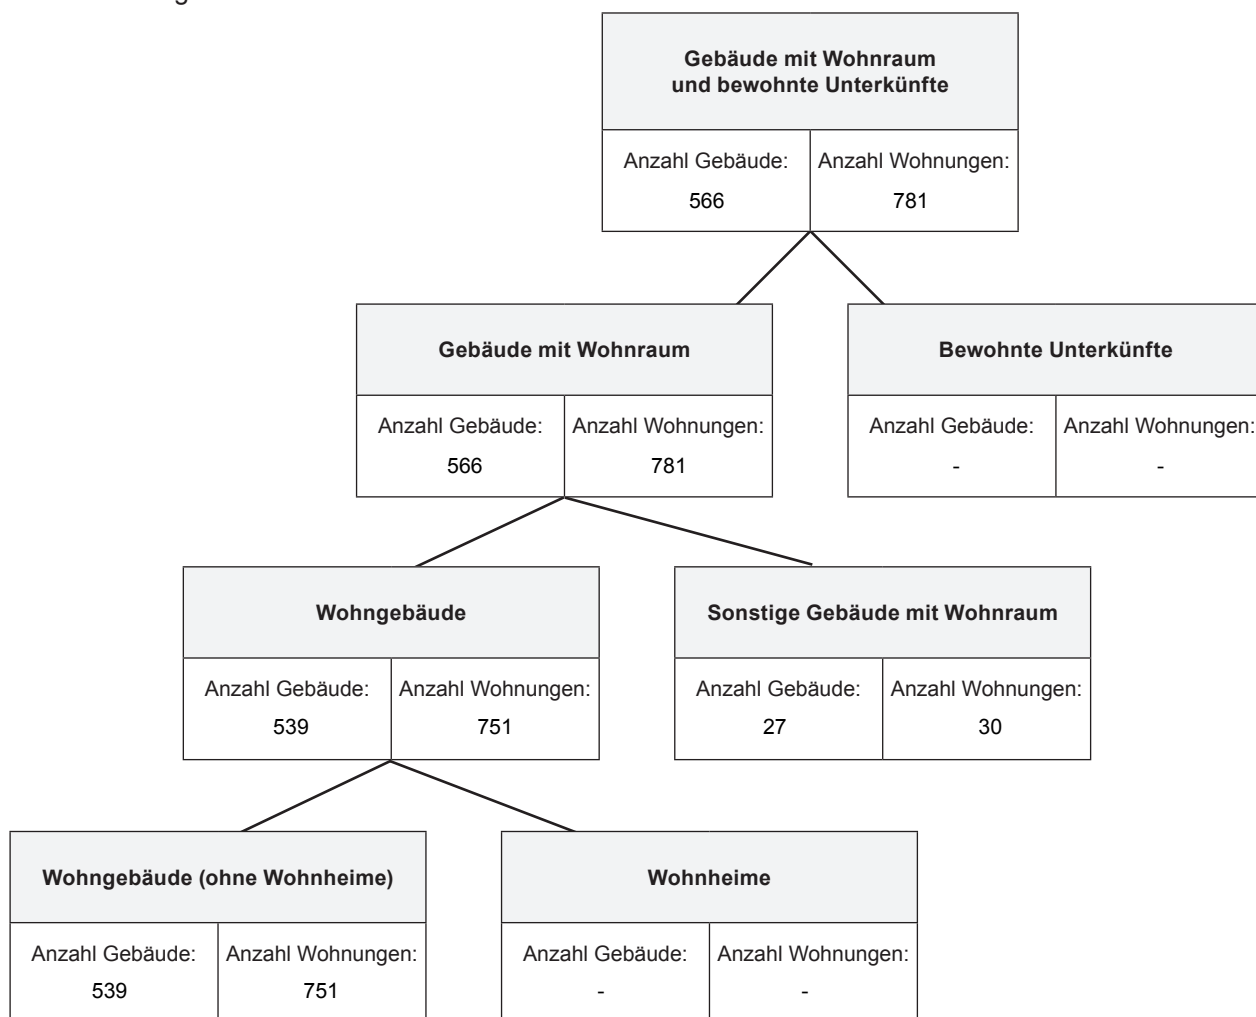 Gebäude mit Wohnraum
und bewohnte Unterkünfte
Anzahl Gebäude: Anzahl Wohnungen:
566 781
Gebäude mit Wohnraum
Anzahl Gebäude: Anzahl Wohnungen:
566 781
Bewohnte Unterkünfte
Anzahl Gebäude: Anzahl Wohnungen:
- -
Wohngebäude
Anzahl Gebäude: Anzahl Wohnungen:
539 751
Sonstige Gebäude mit Wohnraum
Anzahl Gebäude: Anzahl Wohnungen:
27 30
Wohngebäude (ohne Wohnheime)
Anzahl Gebäude: Anzahl Wohnungen:
539 751
Wohnheime
Anzahl Gebäude: Anzahl Wohnungen:
- -